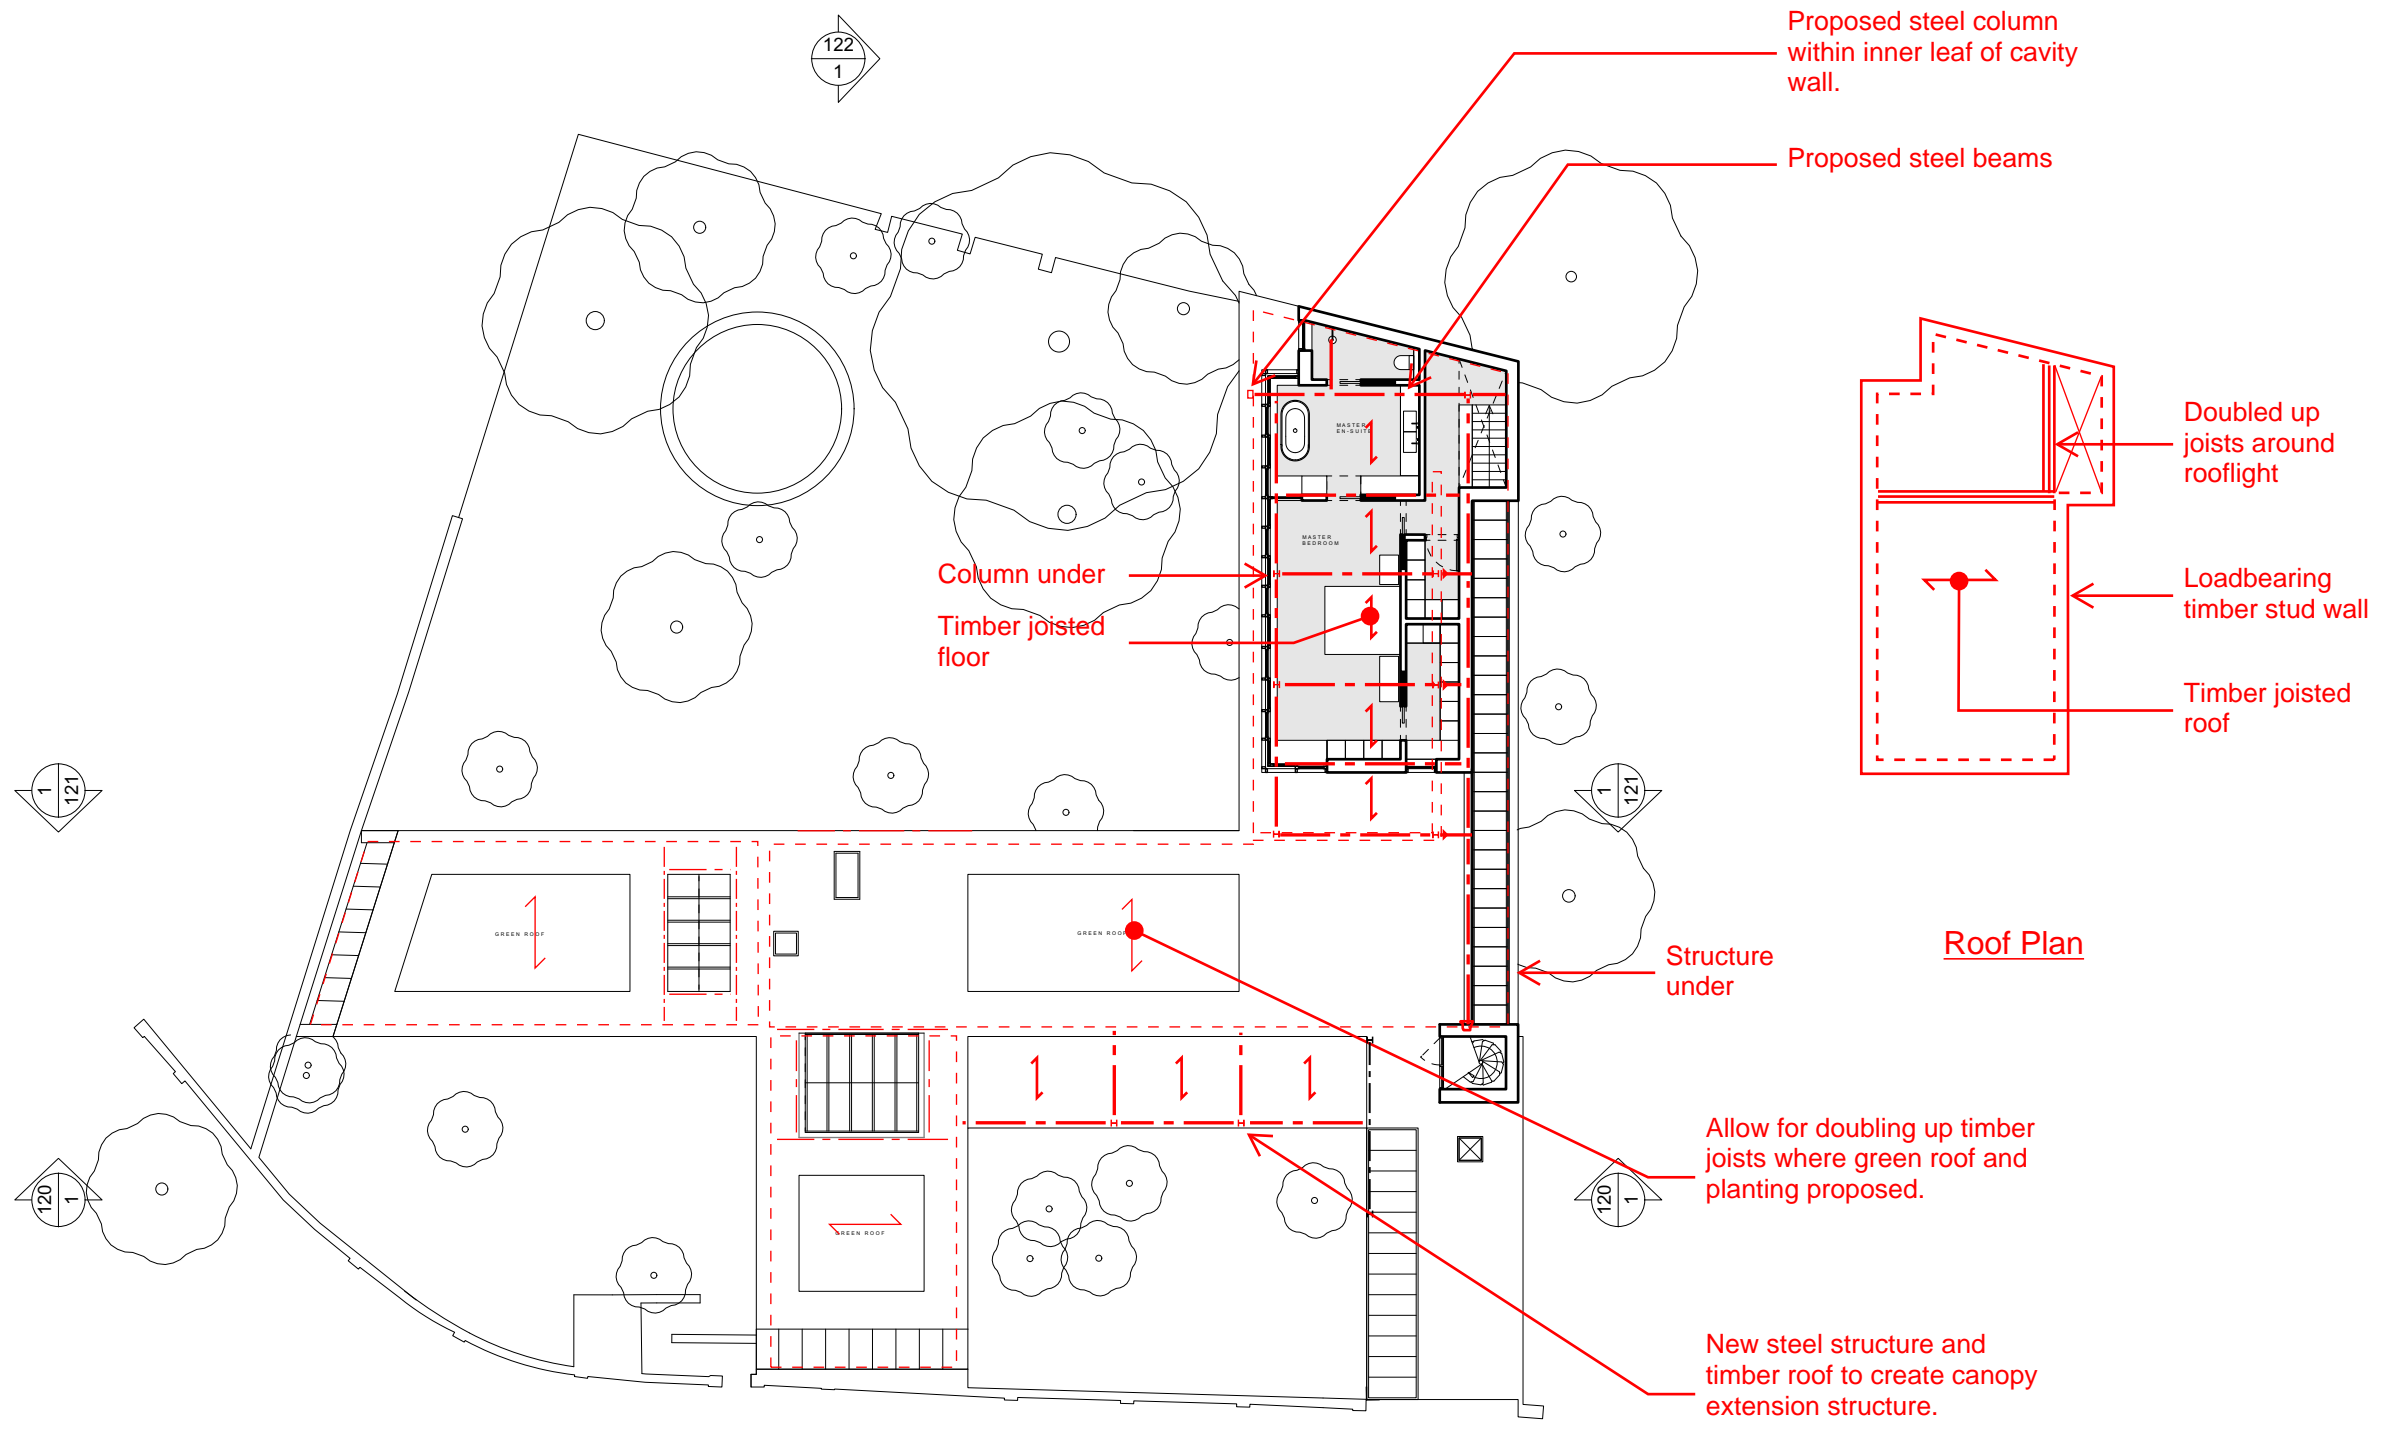 122
1
Proposed steel column
within inner leaf of cavity
wall.
Proposed steel beams
Doubled up
joists around
rooflight
MASTER
EN-SUITE
MASTER
BEDROOM
Column under
Timber joisted
floor
Loadbearing
timber stud wall
Timber joisted
roof
1
121
1
121
GREEN ROOF
GREEN ROOF
Structure
under
Roof Plan
Allow for doubling up timber
joists where green roof and
planting proposed.
120
1
120
1
GREEN ROOF
New steel structure and
timber roof to create canopy
extension structure.